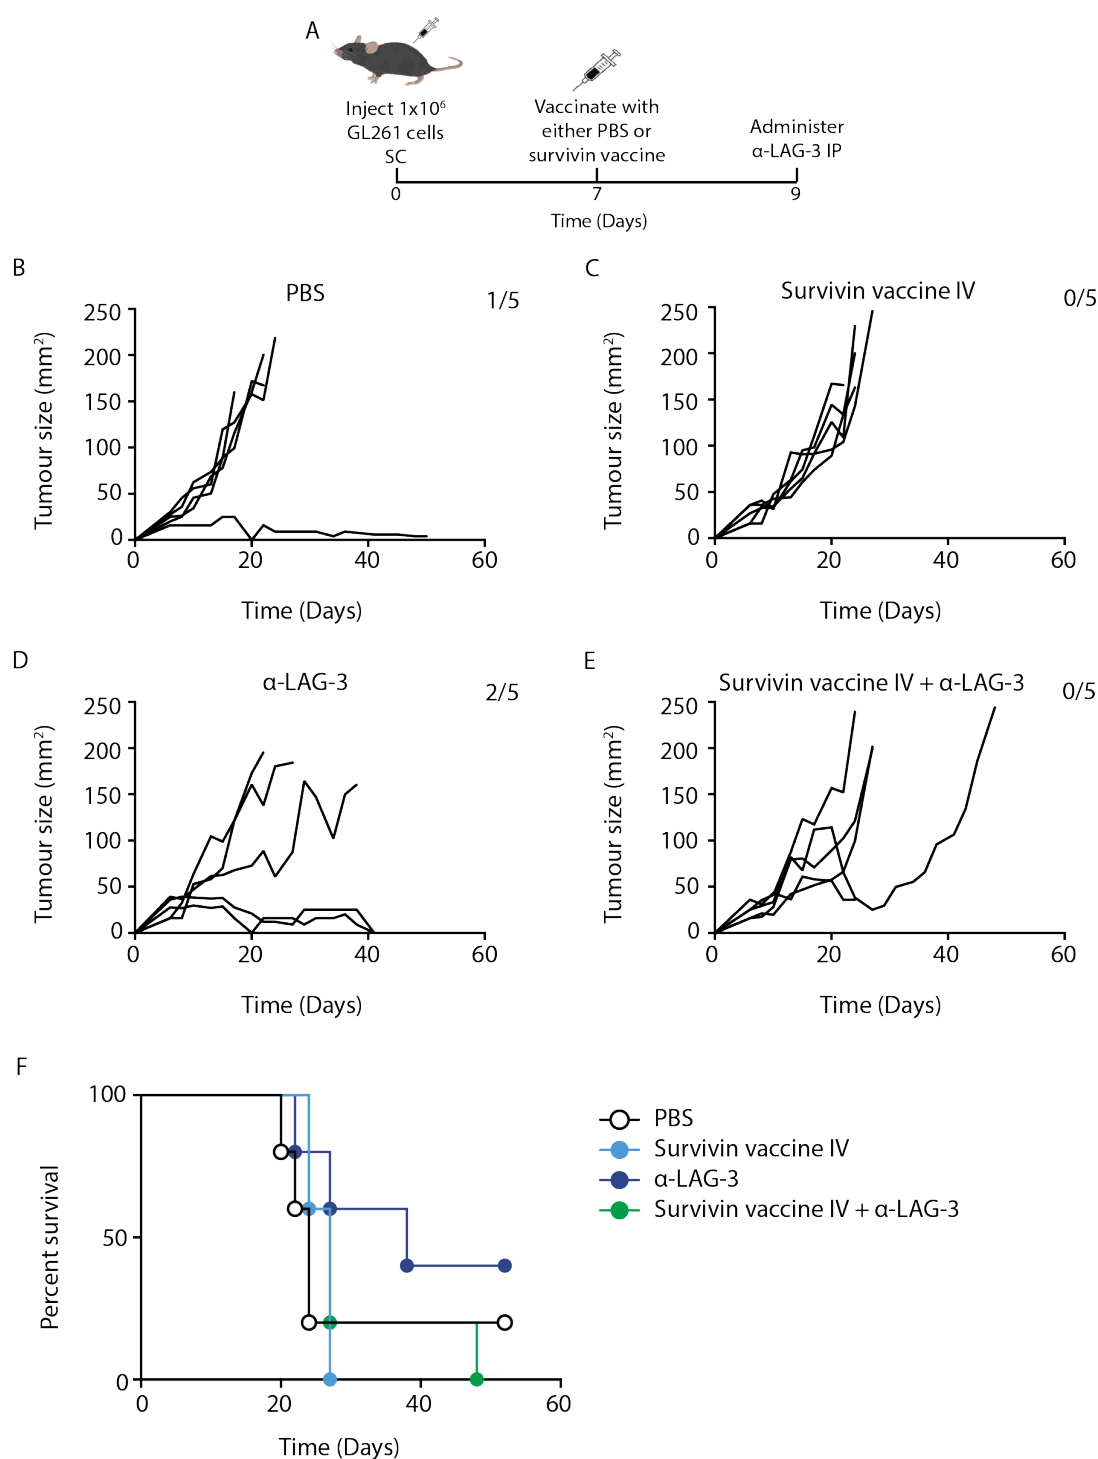 A
Inject 1x10⁶
GL261 cells
SC
Vaccinate with
either PBS or
survivin vaccine
Administer
α-LAG-3 IP
0
7
9
Time (Days)
B
PBS
1/5
Tumour size (mm²)
250
200
150
100
50
0
0
20
40
60
Time (Days)
C
Survivin vaccine IV
0/5
Tumour size (mm²)
250
200
150
100
50
0
0
20
40
60
Time (Days)
D
α-LAG-3
2/5
Tumour size (mm²)
250
200
150
100
50
0
0
20
40
60
Time (Days)
E
Survivin vaccine IV + α-LAG-3
0/5
Tumour size (mm²)
250
200
150
100
50
0
0
20
40
60
Time (Days)
F
Percent survival
100
50
0
0
20
40
60
Time (Days)
PBS
Survivin vaccine IV
α-LAG-3
Survivin vaccine IV + α-LAG-3